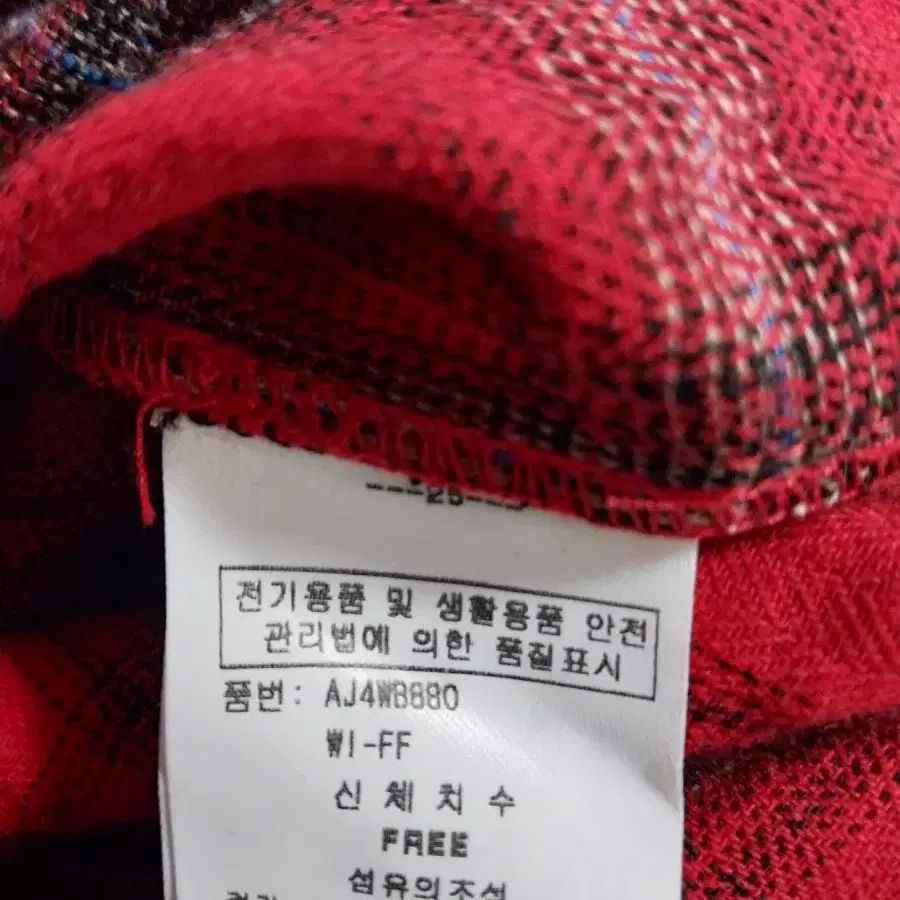 전기용품 및 생활용품 안전
관리법에 의한 품질표시
품번: AJ4WB880
WI-FF
신 체 치 수
FREE
섬유의조성